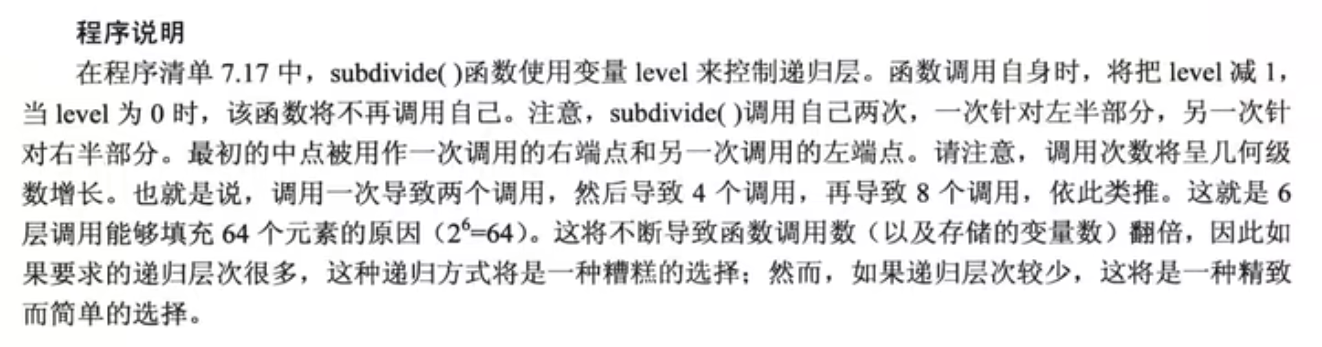 程序说明
在程序清单 7.17 中，subdivide( )函数使用变量 level 来控制递归层。函数调用自身时，将把 level 减 1，
当 level 为 0 时，该函数将不再调用自己。注意，subdivide( )调用自己两次，一次针对左半部分，另一次针
对右半部分。最初的中点被用作一次调用的右端点和另一次调用的左端点。请注意，调用次数将呈几何级
数增长。也就是说，调用一次导致两个调用，然后导致 4 个调用，再导致 8 个调用，依此类推。这就是 6
层调用能够填充 64 个元素的原因（2⁶=64）。这将不断导致函数调用数（以及存储的变量数）翻倍，因此如
果要求的递归层次很多，这种递归方式将是一种糟糕的选择；然而，如果递归层次较少，这将是一种精致
而简单的选择。